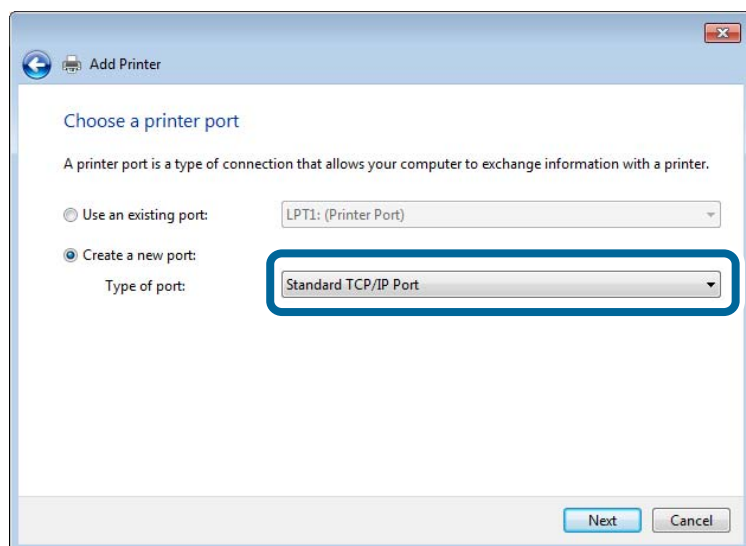 Add Printer
Choose a printer port
A printer port is a type of connection that allows your computer to exchange information with a printer.
Use an existing port: LPT1: (Printer Port)
Create a new port:
Type of port: Standard TCP/IP Port
Next Cancel